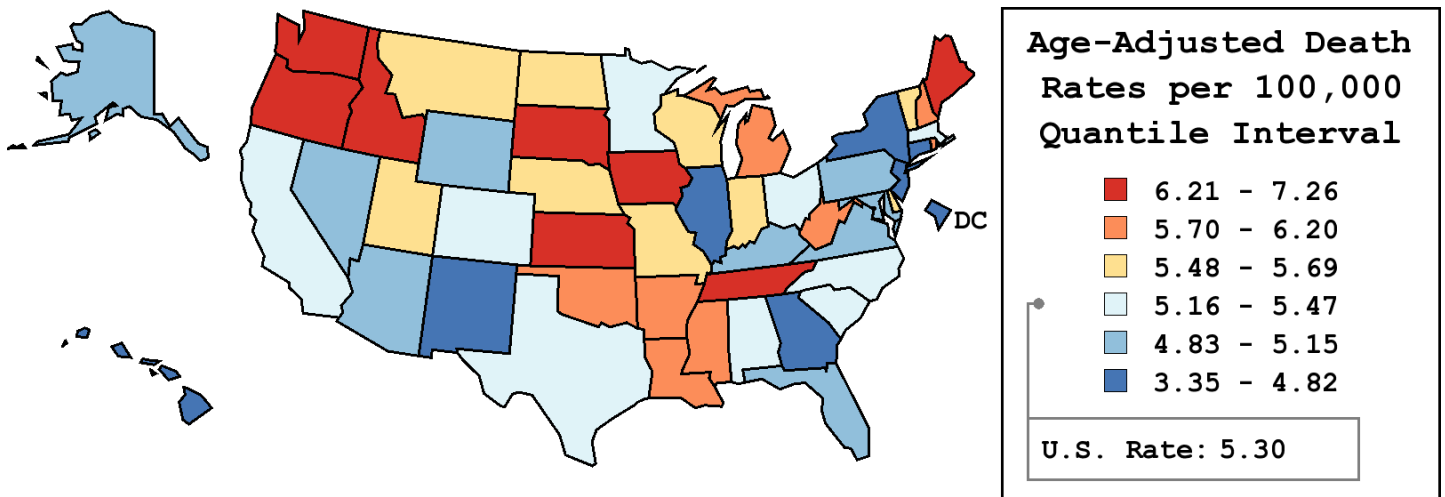 DC
Age-Adjusted Death
Rates per 100,000
Quantile Interval
6.21 - 7.26
5.70 - 6.20
5.48 - 5.69
5.16 - 5.47
4.83 - 5.15
3.35 - 4.82
U.S. Rate: 5.30